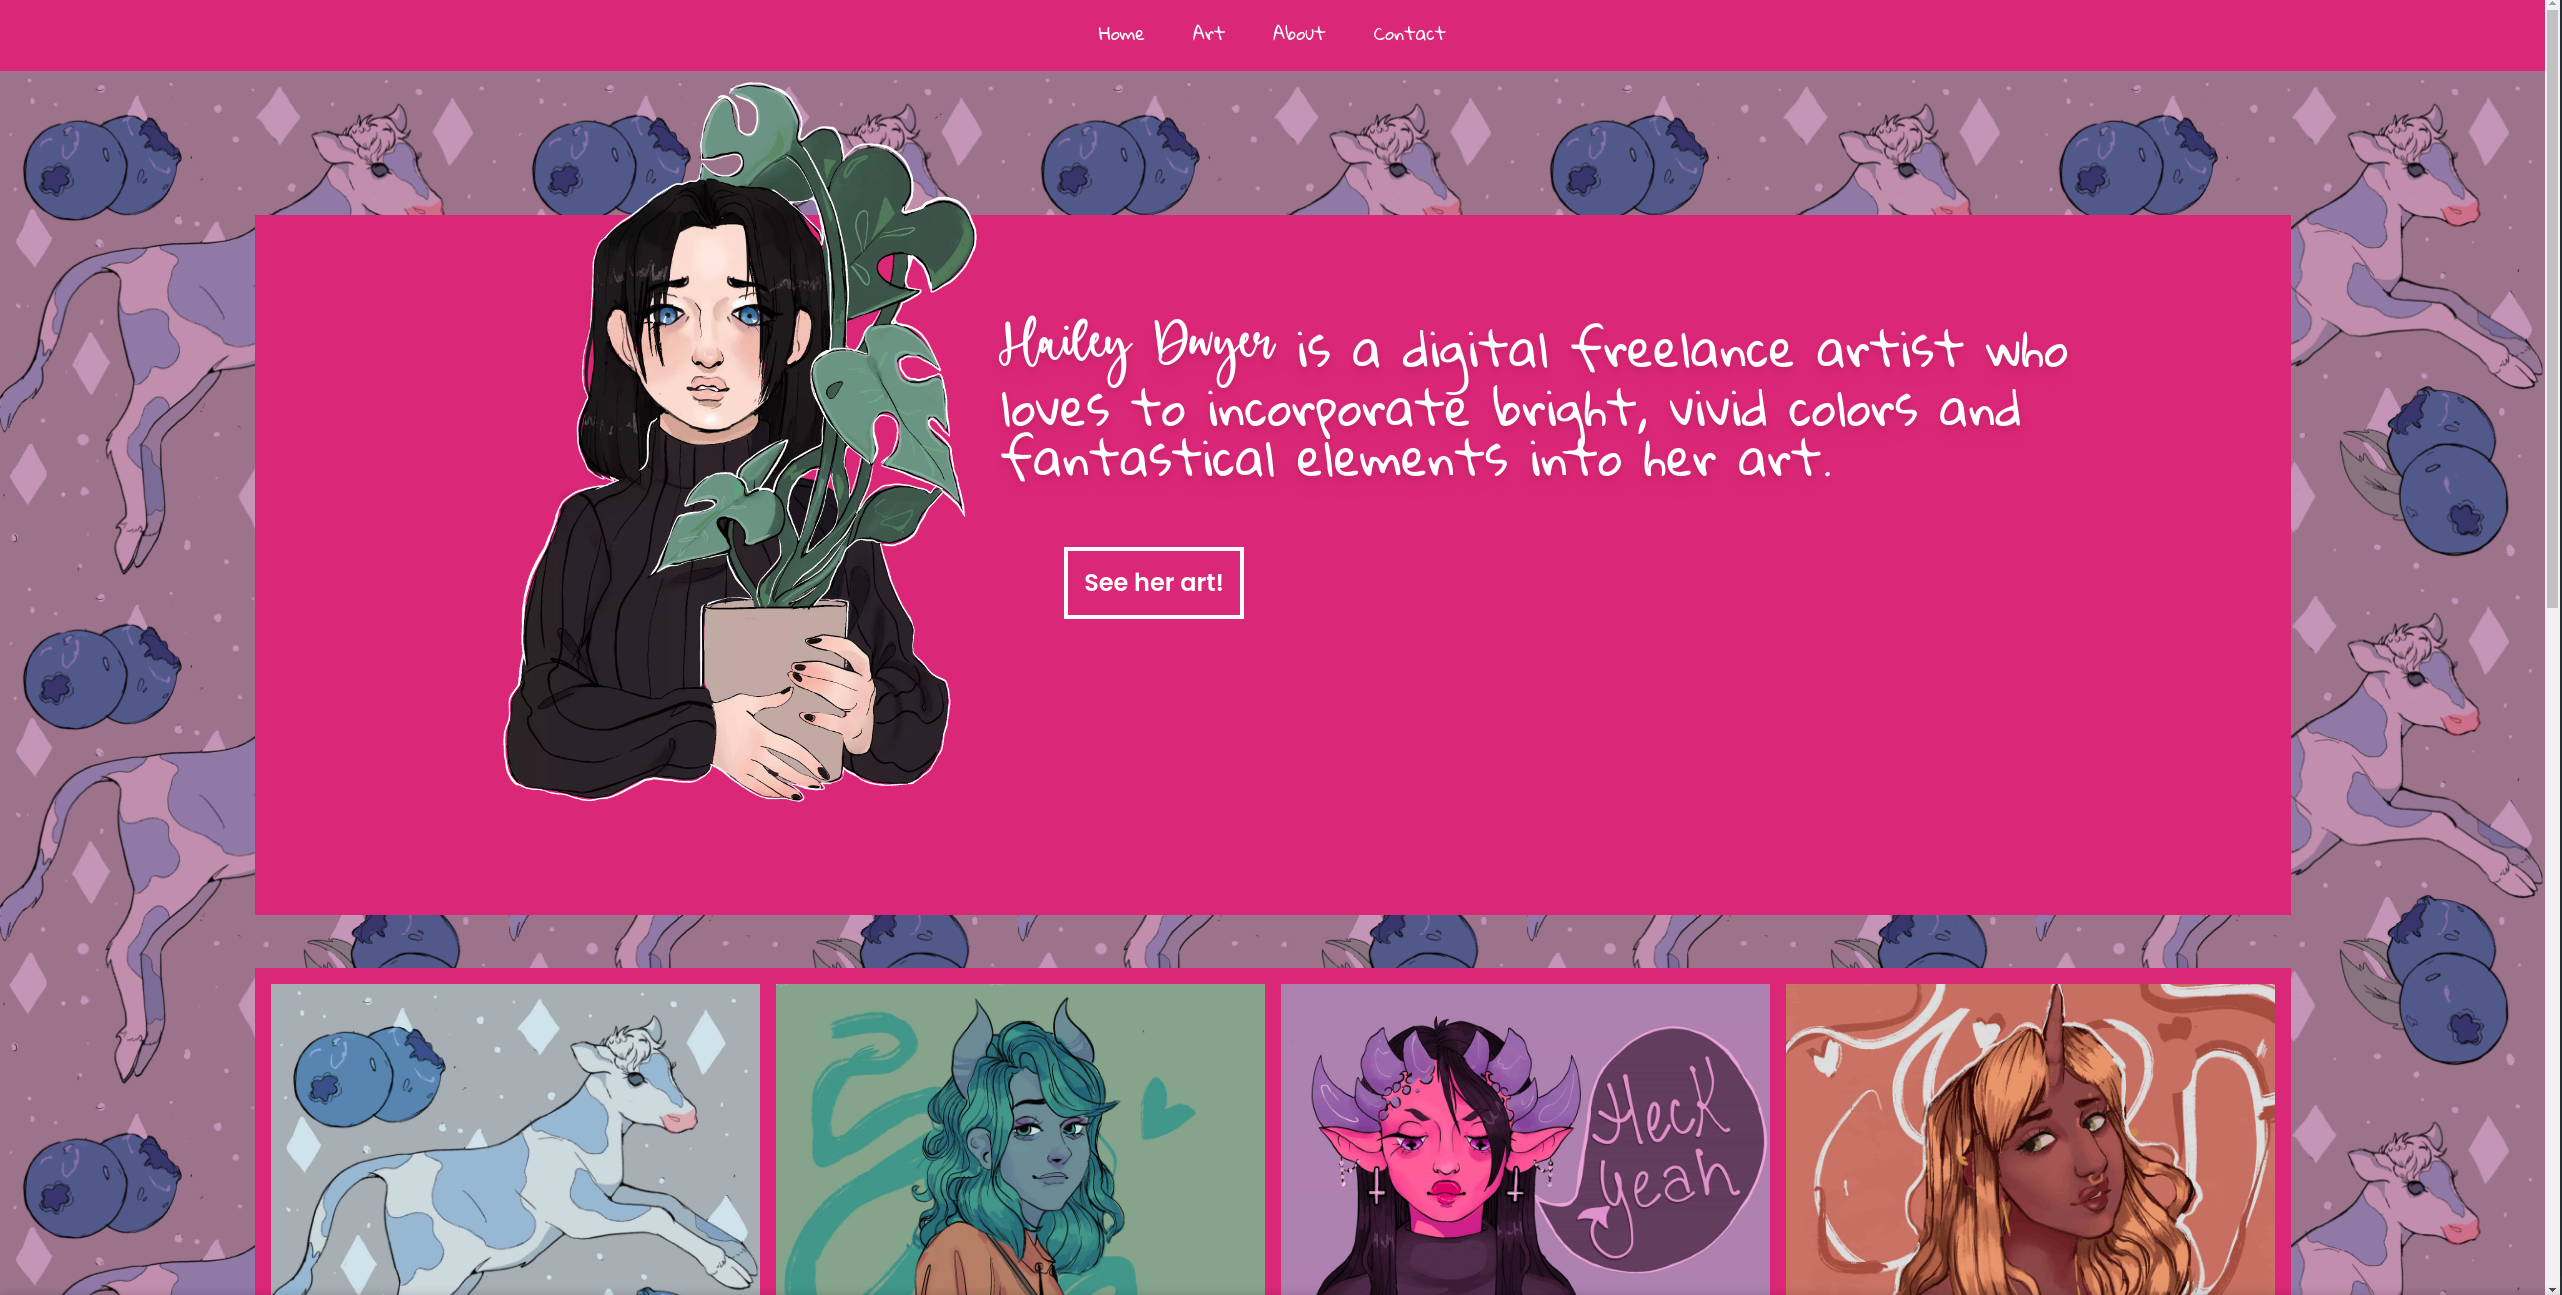 Home Art About Contact
Hailey Dwyer is a digital freelance artist who
loves to incorporate bright, vivid colors and
fantastical elements into her art.
See her art!
Heck
yeah